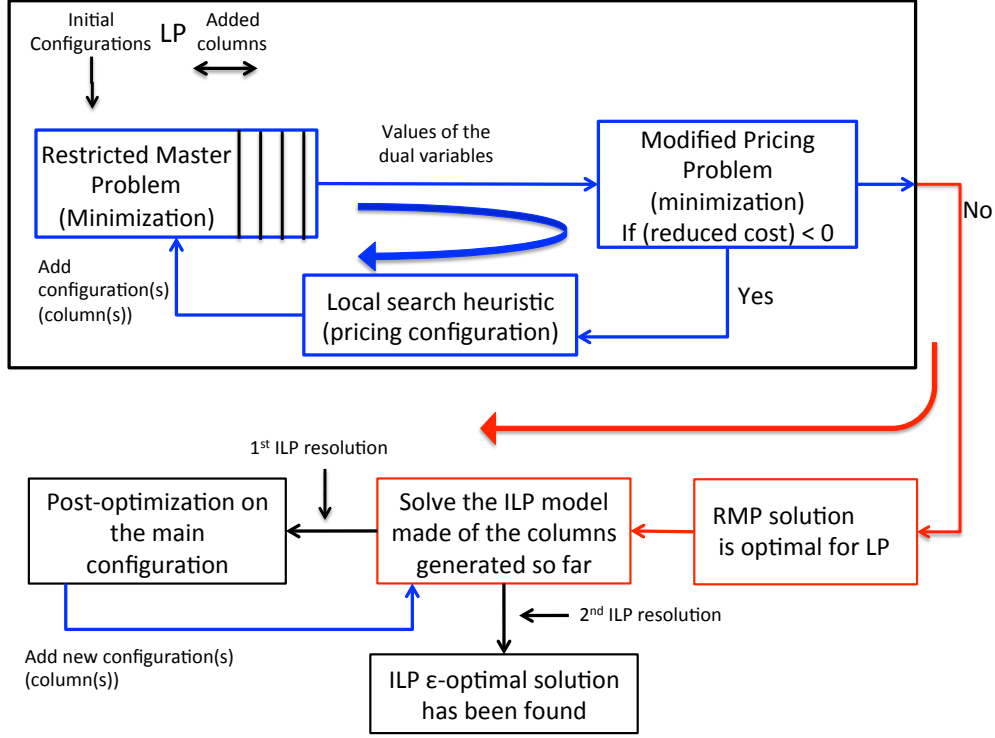 Initial
Configurations
LP
Added
columns
Restricted Master
Problem
(Minimization)
Values of the
dual variables
Modified Pricing
Problem
(minimization)
If (reduced cost) < 0
No
Add
configuration(s)
(column(s))
Local search heuristic
(pricing configuration)
Yes
1st ILP resolution
Post-optimization on
the main
configuration
Solve the ILP model
made of the columns
generated so far
RMP solution
is optimal for LP
2nd ILP resolution
Add new configuration(s)
(column(s))
ILP ε-optimal solution
has been found